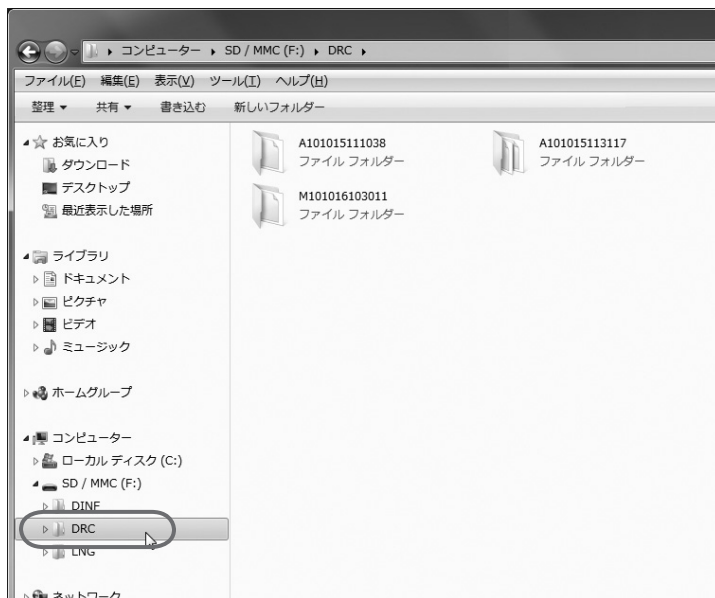 コンピューター ▸ SD / MMC (F:) ▸ DRC ▸
ファイル(F) 編集(E) 表示(V) ツール(T) ヘルプ(H)
整理 ▼ 共有 ▼ 書き込む 新しいフォルダー
お気に入り
ダウンロード
デスクトップ
最近表示した場所
ライブラリ
ドキュメント
ピクチャ
ビデオ
ミュージック
ホームグループ
コンピューター
ローカル ディスク (C:)
SD / MMC (F:)
DINF
DRC
LNG
ネットワーク
A101015111038
ファイル フォルダー
A101015113117
ファイル フォルダー
M101016103011
ファイル フォルダー